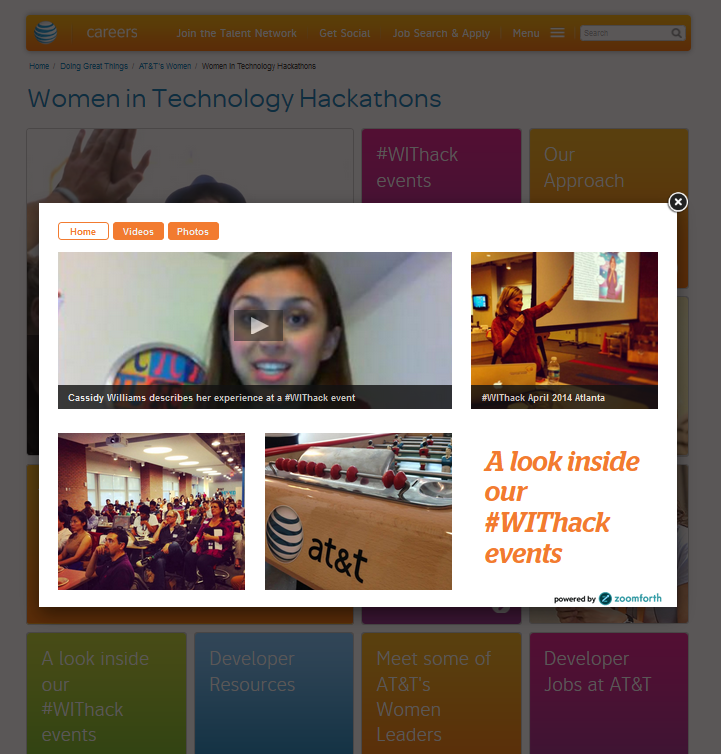 careers
Join the Talent Network
Get Social
Job Search & Apply
Menu
Search
Home / Doing Great Things / AT&T's Women / Women in Technology Hackathons
Women in Technology Hackathons
#WIThack
events
Our
Approach
Home
Videos
Photos
Cassidy Williams describes her experience at a #WIThack event
#WIThack April 2014 Atlanta
at&t
A look inside
our
#WIThack
events
powered by zoomforth
A look inside
our
#WIThack
events
Developer
Resources
Meet some of
AT&T's
Women
Leaders
Developer
Jobs at AT&T